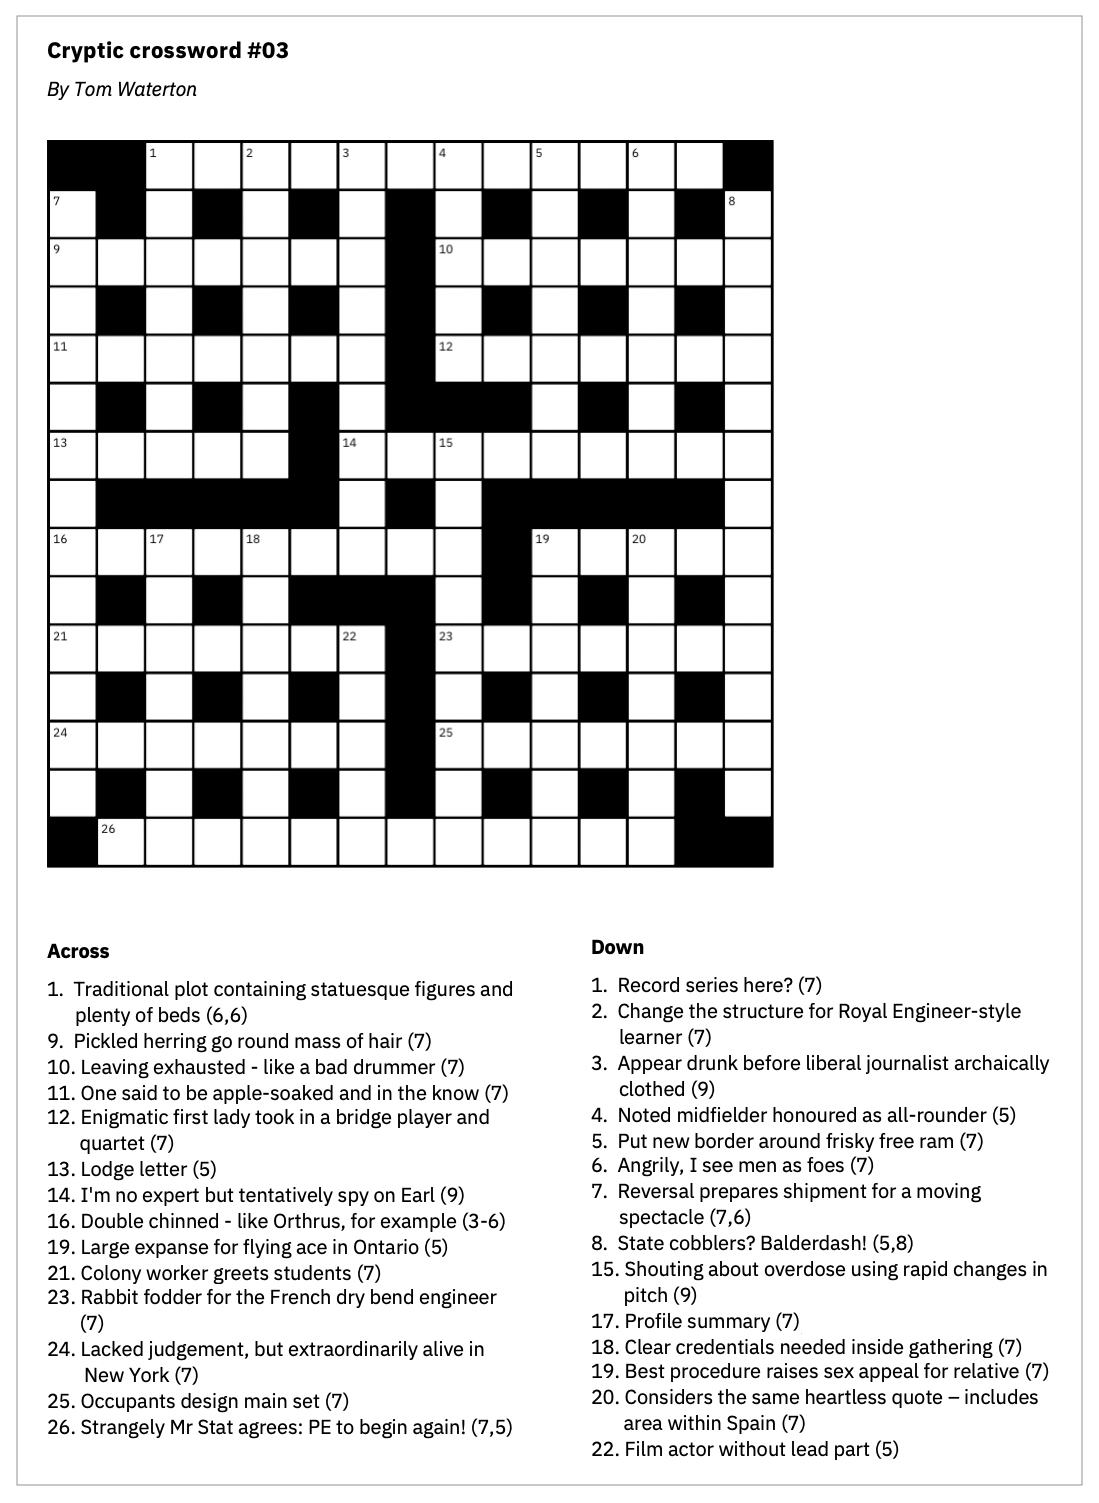 Cryptic crossword #03
By Tom Waterton
1 2 3 4 5 6
7 8
9 10
11 12
13 14 15
16 17 18 19 20
21 22 23
24 25
26
Across
1. Traditional plot containing statuesque figures and
plenty of beds (6,6)
9. Pickled herring go round mass of hair (7)
10. Leaving exhausted - like a bad drummer (7)
11. One said to be apple-soaked and in the know (7)
12. Enigmatic first lady took in a bridge player and
quartet (7)
13. Lodge letter (5)
14. I'm no expert but tentatively spy on Earl (9)
16. Double chinned - like Orthrus, for example (3-6)
19. Large expanse for flying ace in Ontario (5)
21. Colony worker greets students (7)
23. Rabbit fodder for the French dry bend engineer
(7)
24. Lacked judgement, but extraordinarily alive in
New York (7)
25. Occupants design main set (7)
26. Strangely Mr Stat agrees: PE to begin again! (7,5)
Down
1. Record series here? (7)
2. Change the structure for Royal Engineer-style
learner (7)
3. Appear drunk before liberal journalist archaically
clothed (9)
4. Noted midfielder honoured as all-rounder (5)
5. Put new border around frisky free ram (7)
6. Angrily, I see men as foes (7)
7. Reversal prepares shipment for a moving
spectacle (7,6)
8. State cobblers? Balderdash! (5,8)
15. Shouting about overdose using rapid changes in
pitch (9)
17. Profile summary (7)
18. Clear credentials needed inside gathering (7)
19. Best procedure raises sex appeal for relative (7)
20. Considers the same heartless quote – includes
area within Spain (7)
22. Film actor without lead part (5)